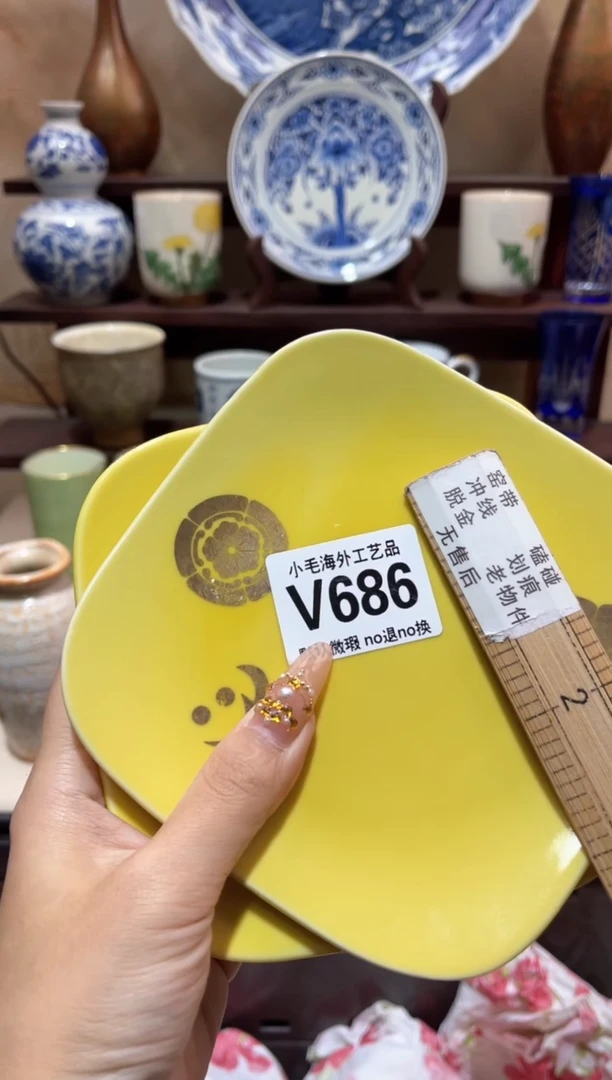 小毛海外工艺品
V686
微瑕 no退no换
窑带 磕碰
冲线 划痕
脱金 老物件
无售后
2